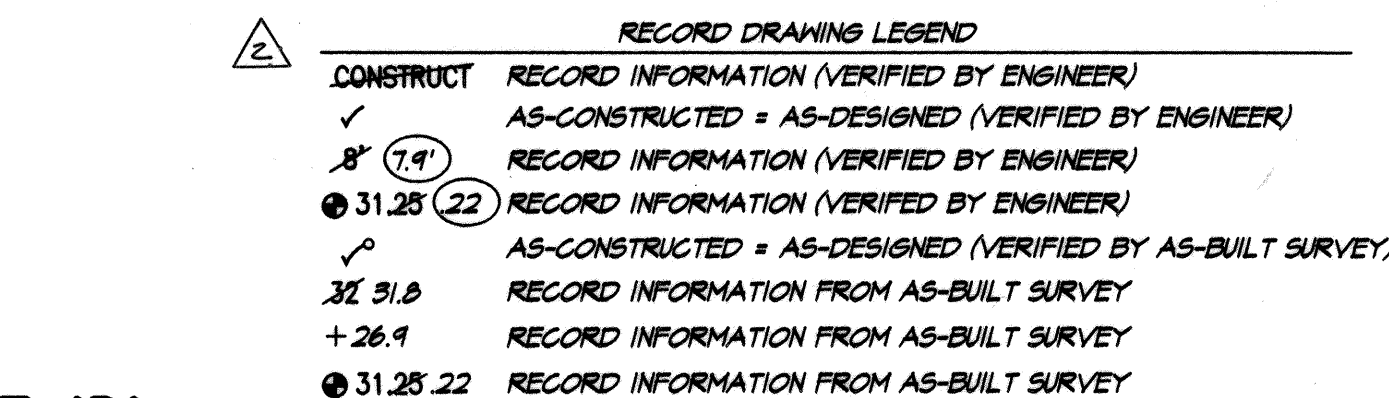 2 RECORD DRAWING LEGEND
CONSTRUCT RECORD INFORMATION (VERIFIED BY ENGINEER)
✓ AS-CONSTRUCTED = AS-DESIGNED (VERIFIED BY ENGINEER)
8' 7.9' RECORD INFORMATION (VERIFIED BY ENGINEER)
31.25 .22 RECORD INFORMATION (VERIFED BY ENGINEER)
AS-CONSTRUCTED = AS-DESIGNED (VERIFIED BY AS-BUILT SURVEY)
32 31.8 RECORD INFORMATION FROM AS-BUILT SURVEY
+26.9 RECORD INFORMATION FROM AS-BUILT SURVEY
31.25 .22 RECORD INFORMATION FROM AS-BUILT SURVEY